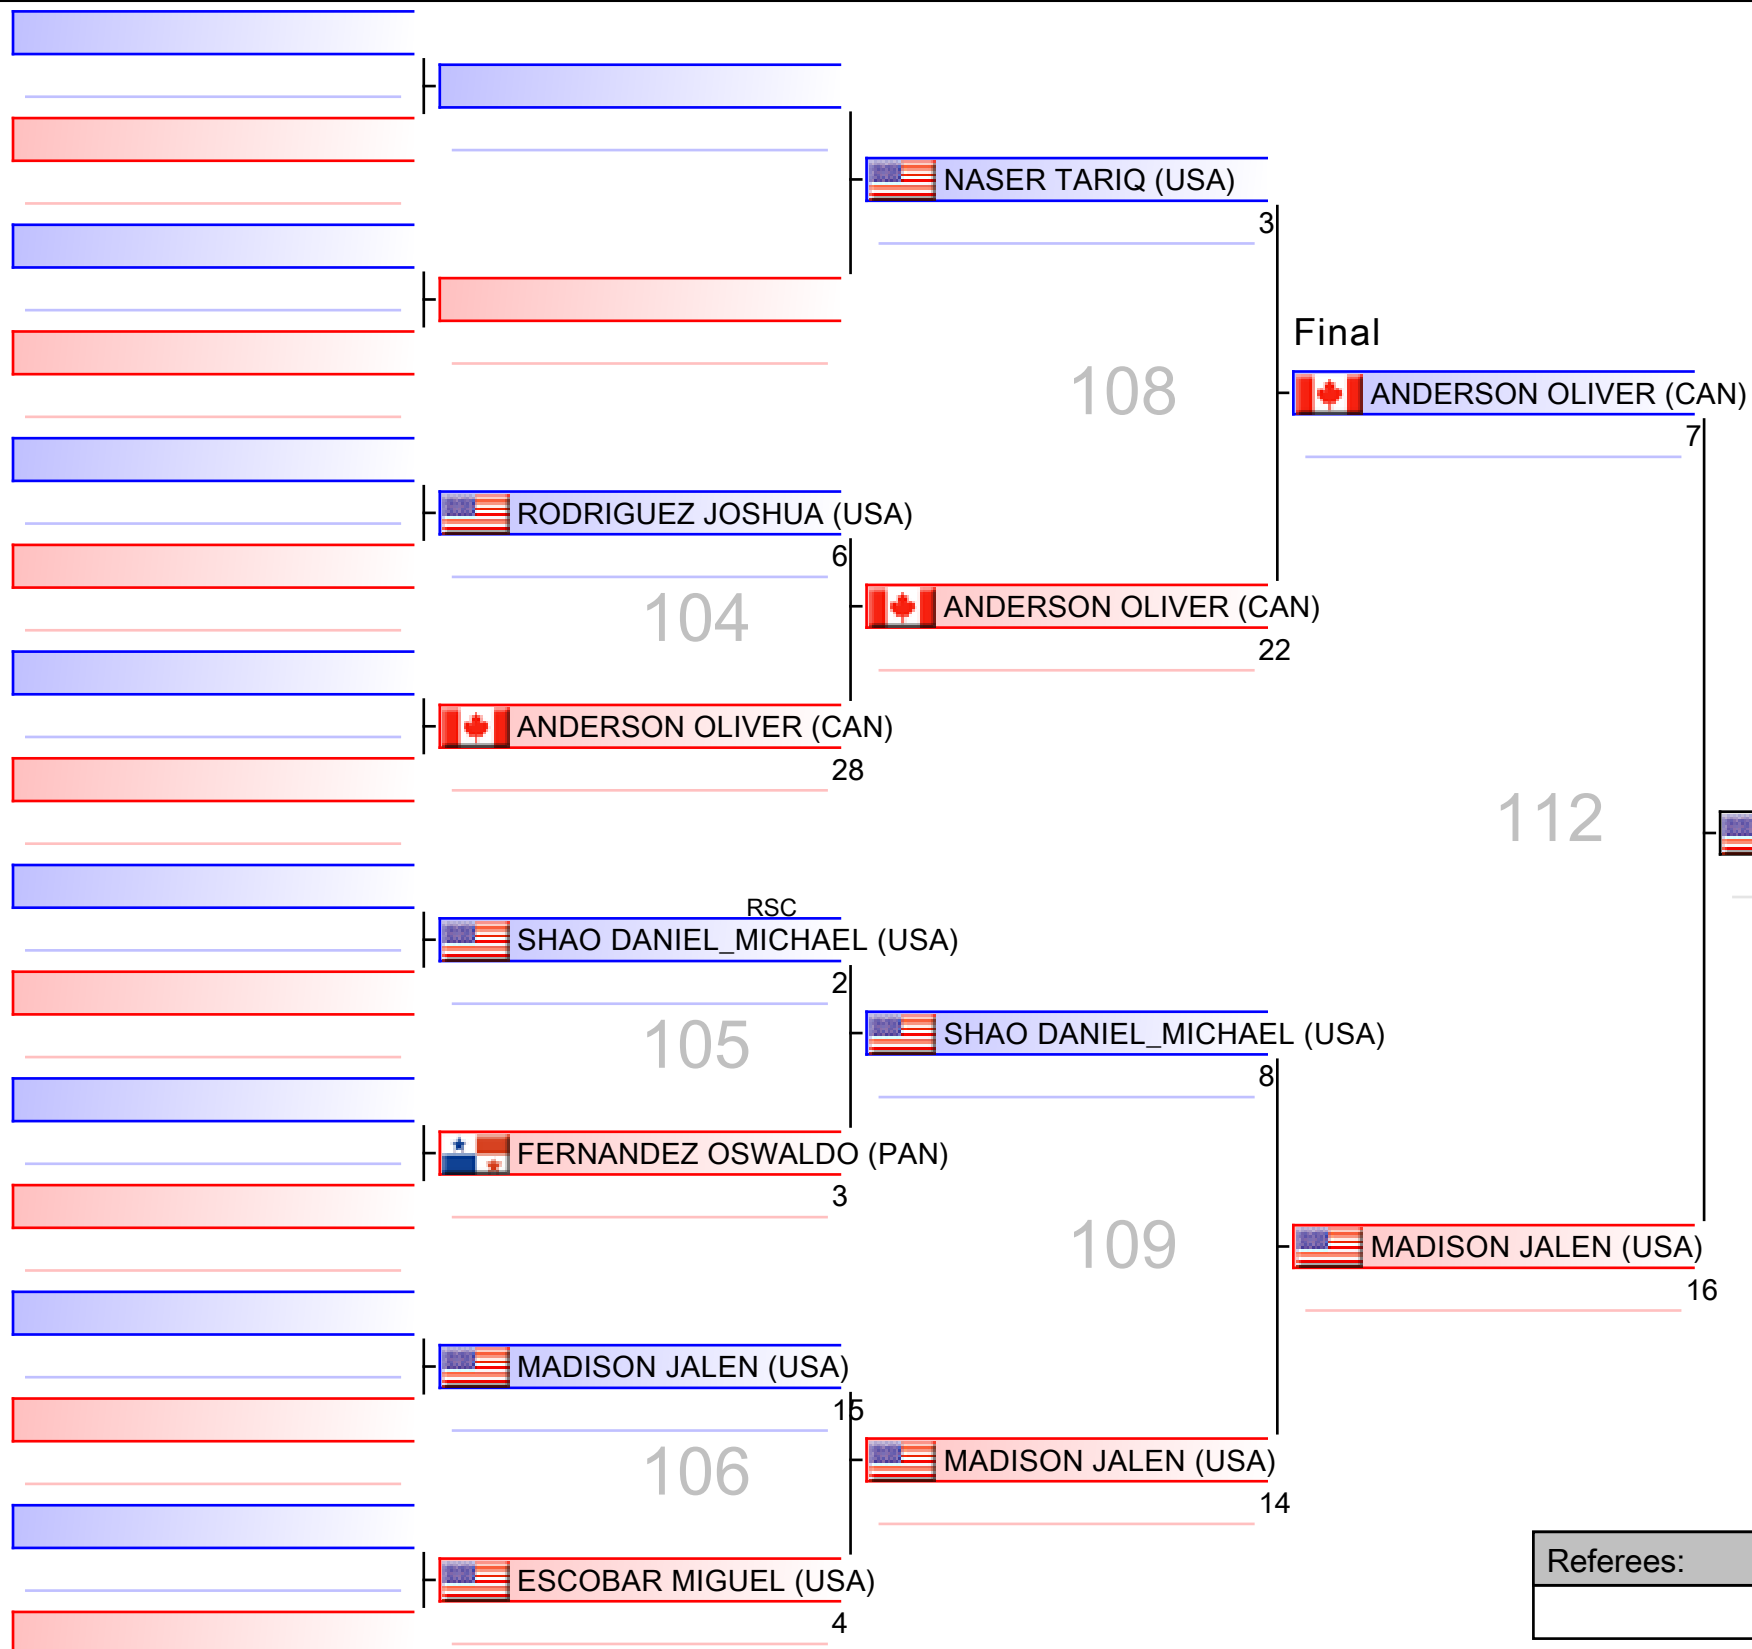 NASER TARIQ (USA)
3
Final
108
ANDERSON OLIVER (CAN)
7
RODRIGUEZ JOSHUA (USA)
6
104
ANDERSON OLIVER (CAN)
22
ANDERSON OLIVER (CAN)
28
112
RSC
SHAO DANIEL_MICHAEL (USA)
2
105
SHAO DANIEL_MICHAEL (USA)
8
FERNANDEZ OSWALDO (PAN)
3
109
MADISON JALEN (USA)
16
MADISON JALEN (USA)
15
106
MADISON JALEN (USA)
14
ESCOBAR MIGUEL (USA)
4
Referees: